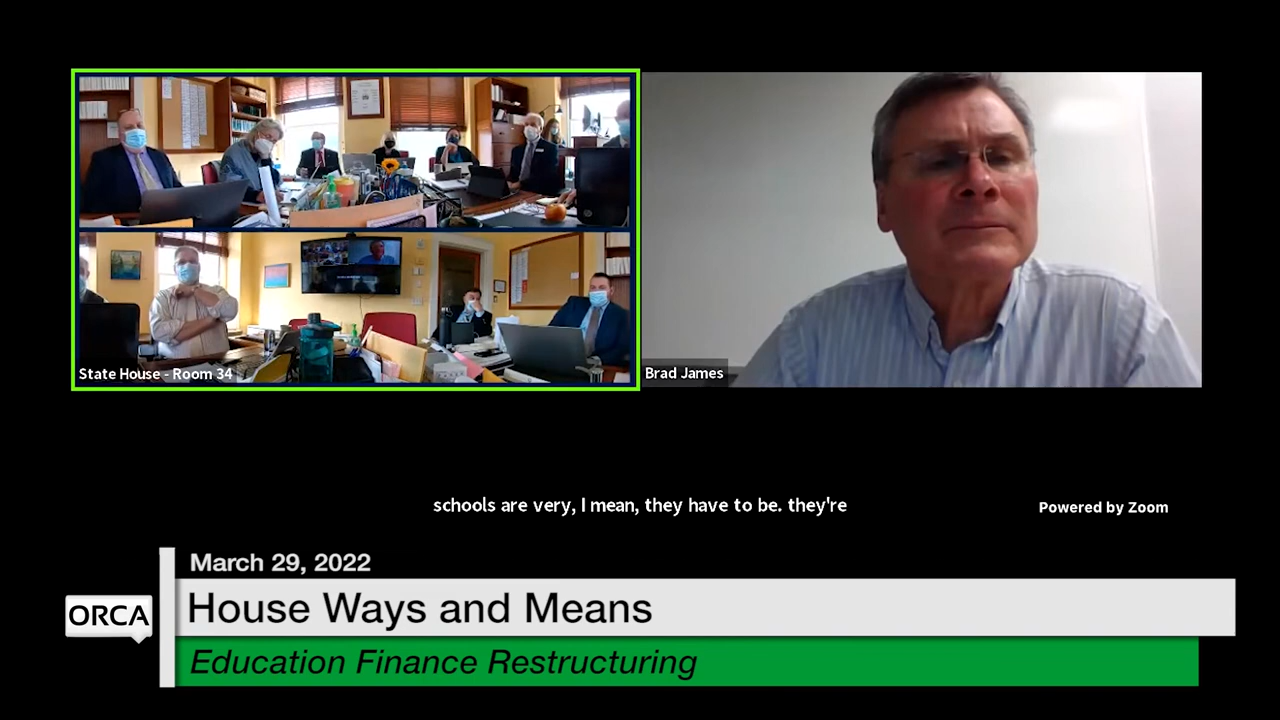 State House - Room 34
Brad James
schools are very, I mean, they have to be. they're
Powered by Zoom
March 29, 2022
ORCA
House Ways and Means
Education Finance Restructuring